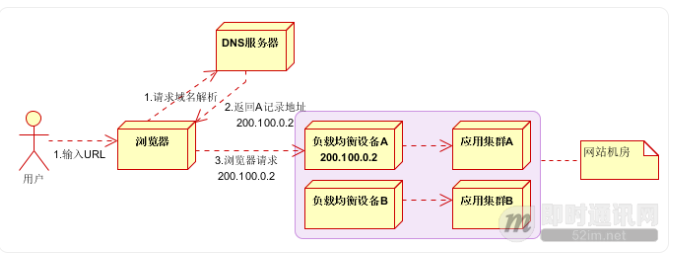 DNS服务器
1.请求域名解析
2.返回A记录地址
200.100.0.2
用户
1.输入URL
浏览器
3.浏览器请求
200.100.0.2
负载均衡设备A
200.100.0.2
应用集群A
负载均衡设备B
应用集群B
网站机房
即时通讯网
52im.net